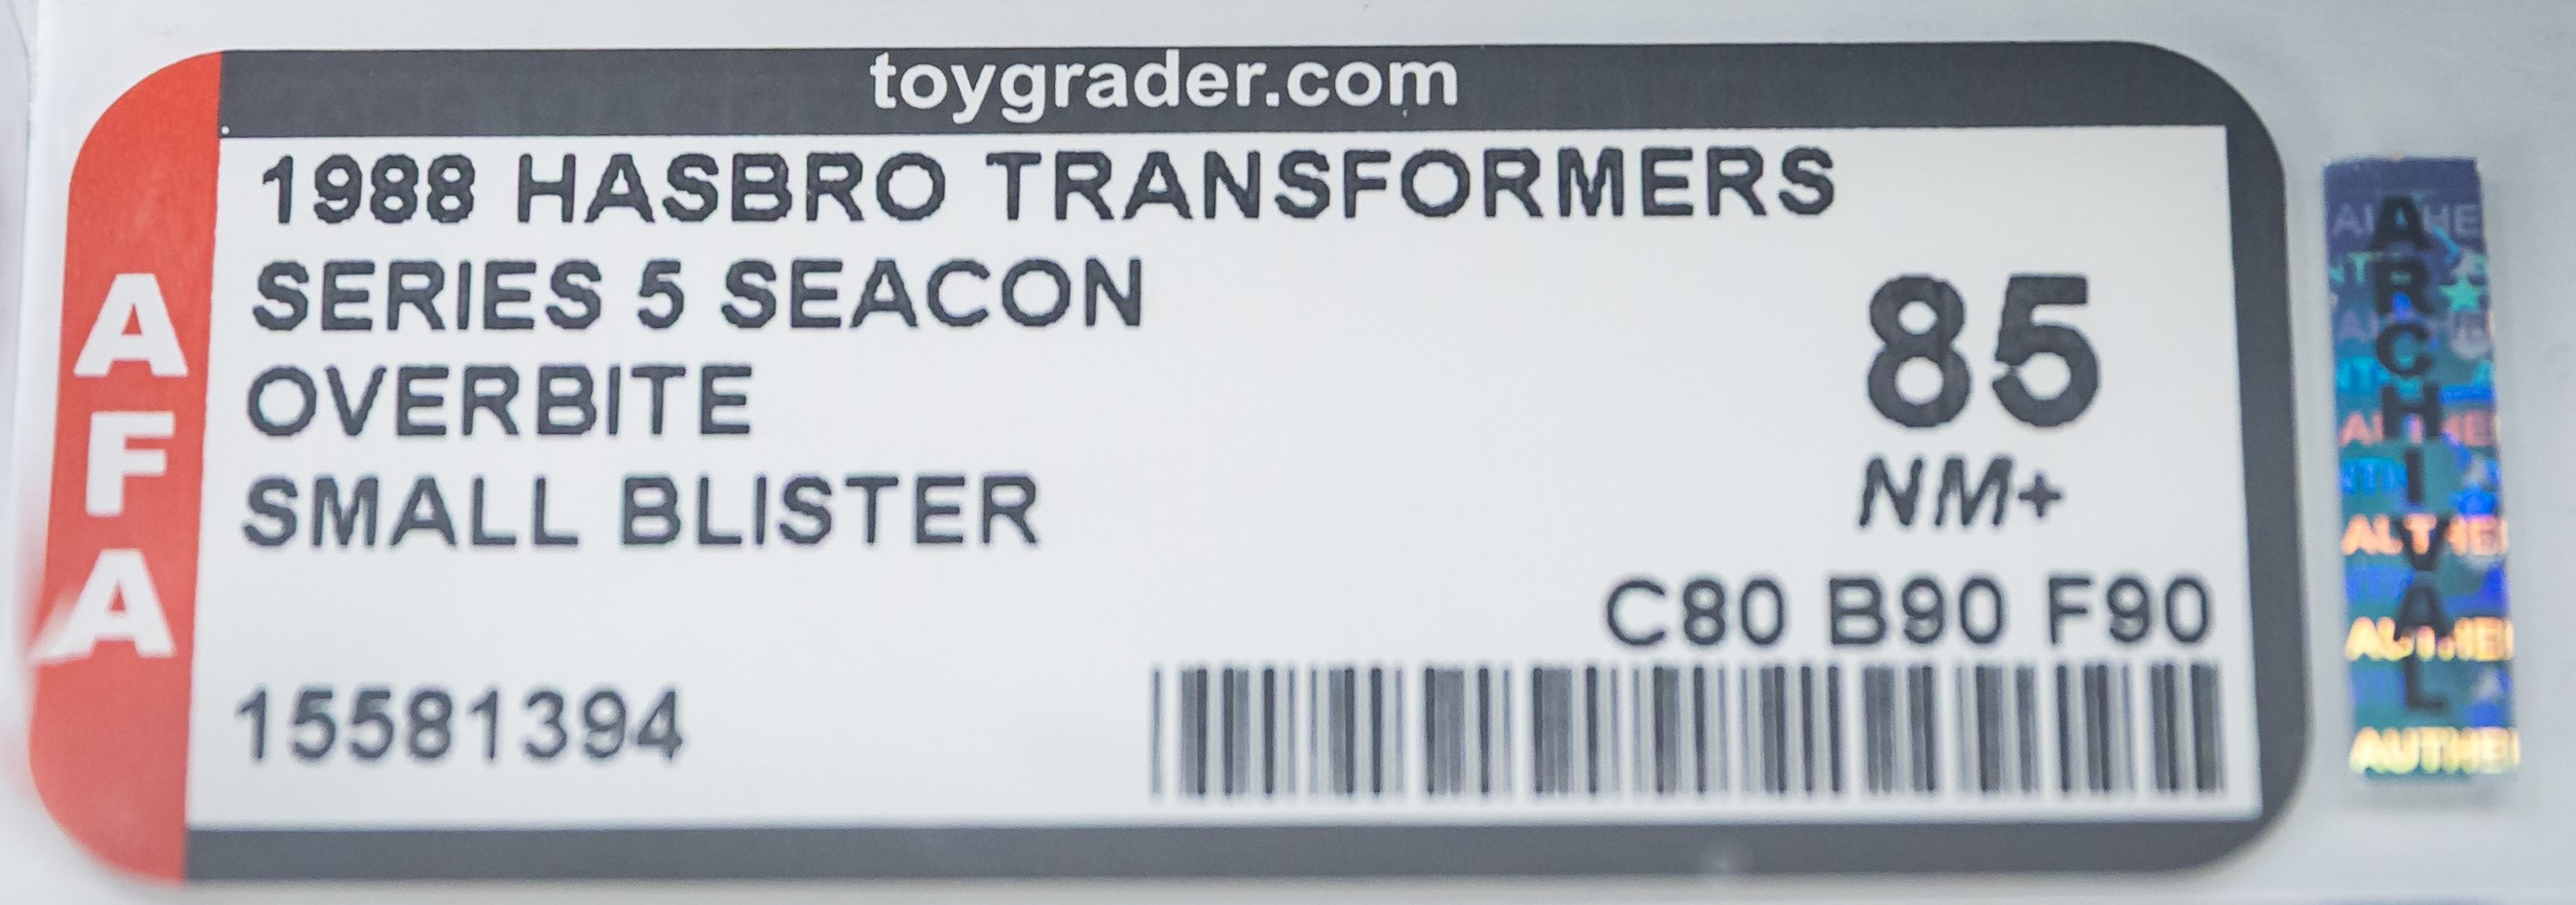 toygrader.com
AFA
1988 HASBRO TRANSFORMERS
SERIES 5 SEACON
OVERBITE
SMALL BLISTER
85
NM+
C80 B90 F90
15581394
ARCHIVAL